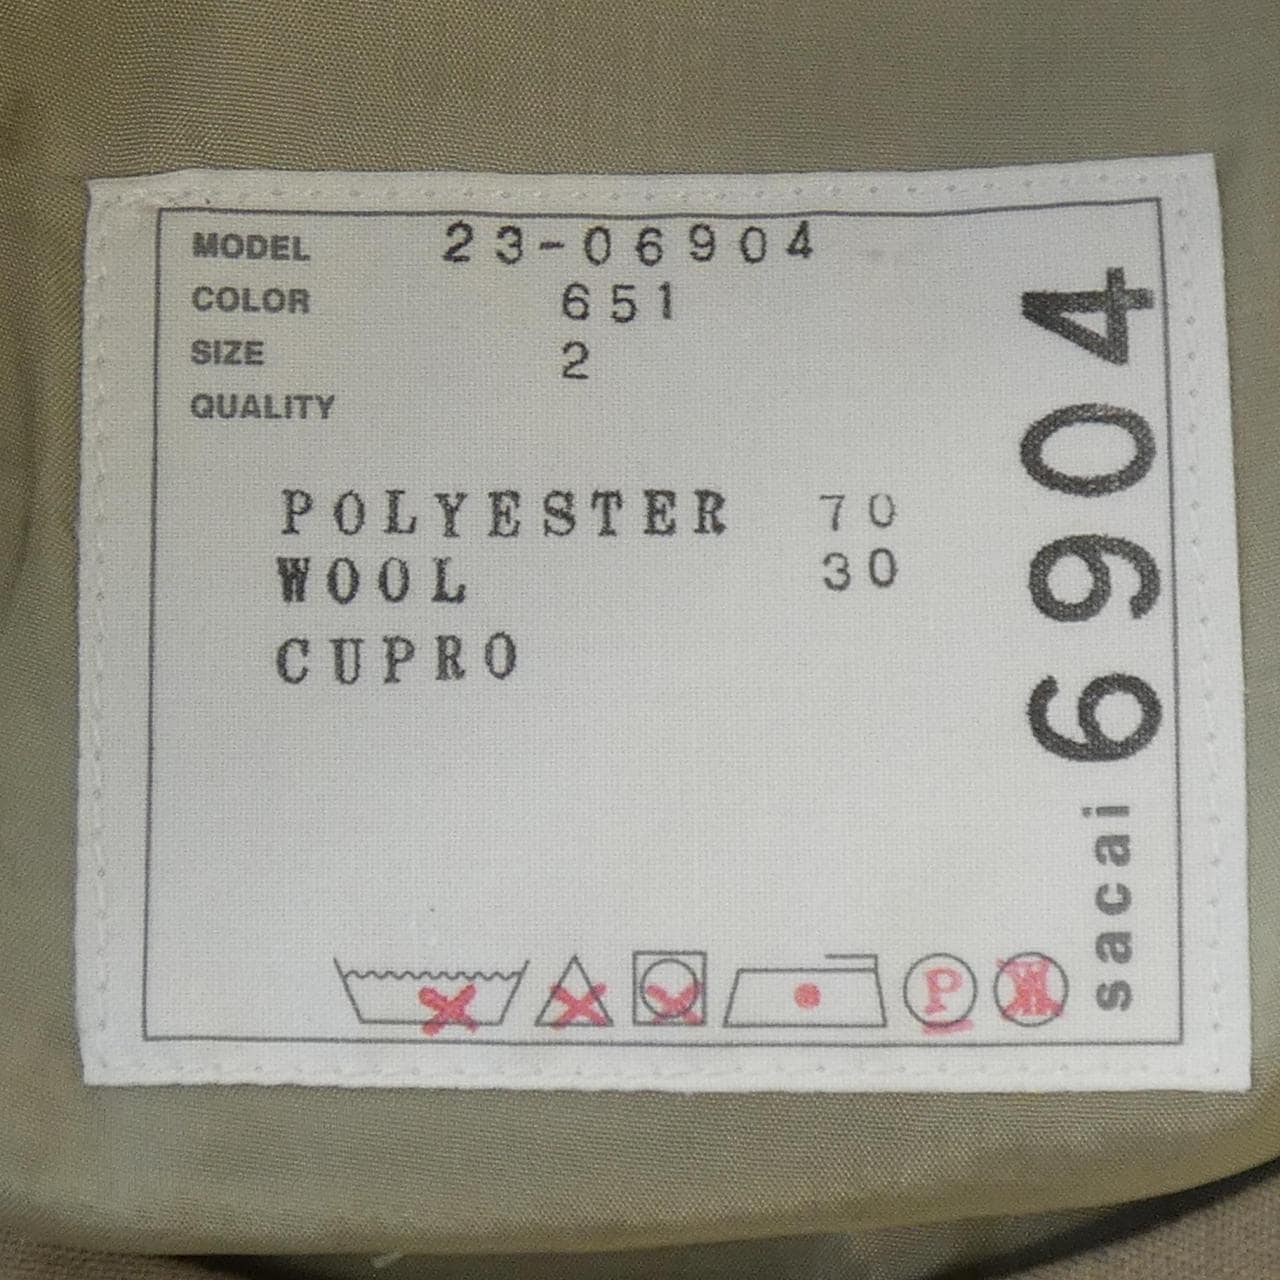 MODEL 23-06904
COLOR 651
SIZE 2
QUALITY
POLYESTER 70
WOOL 30
CUPRO
P
W
sacai 6904